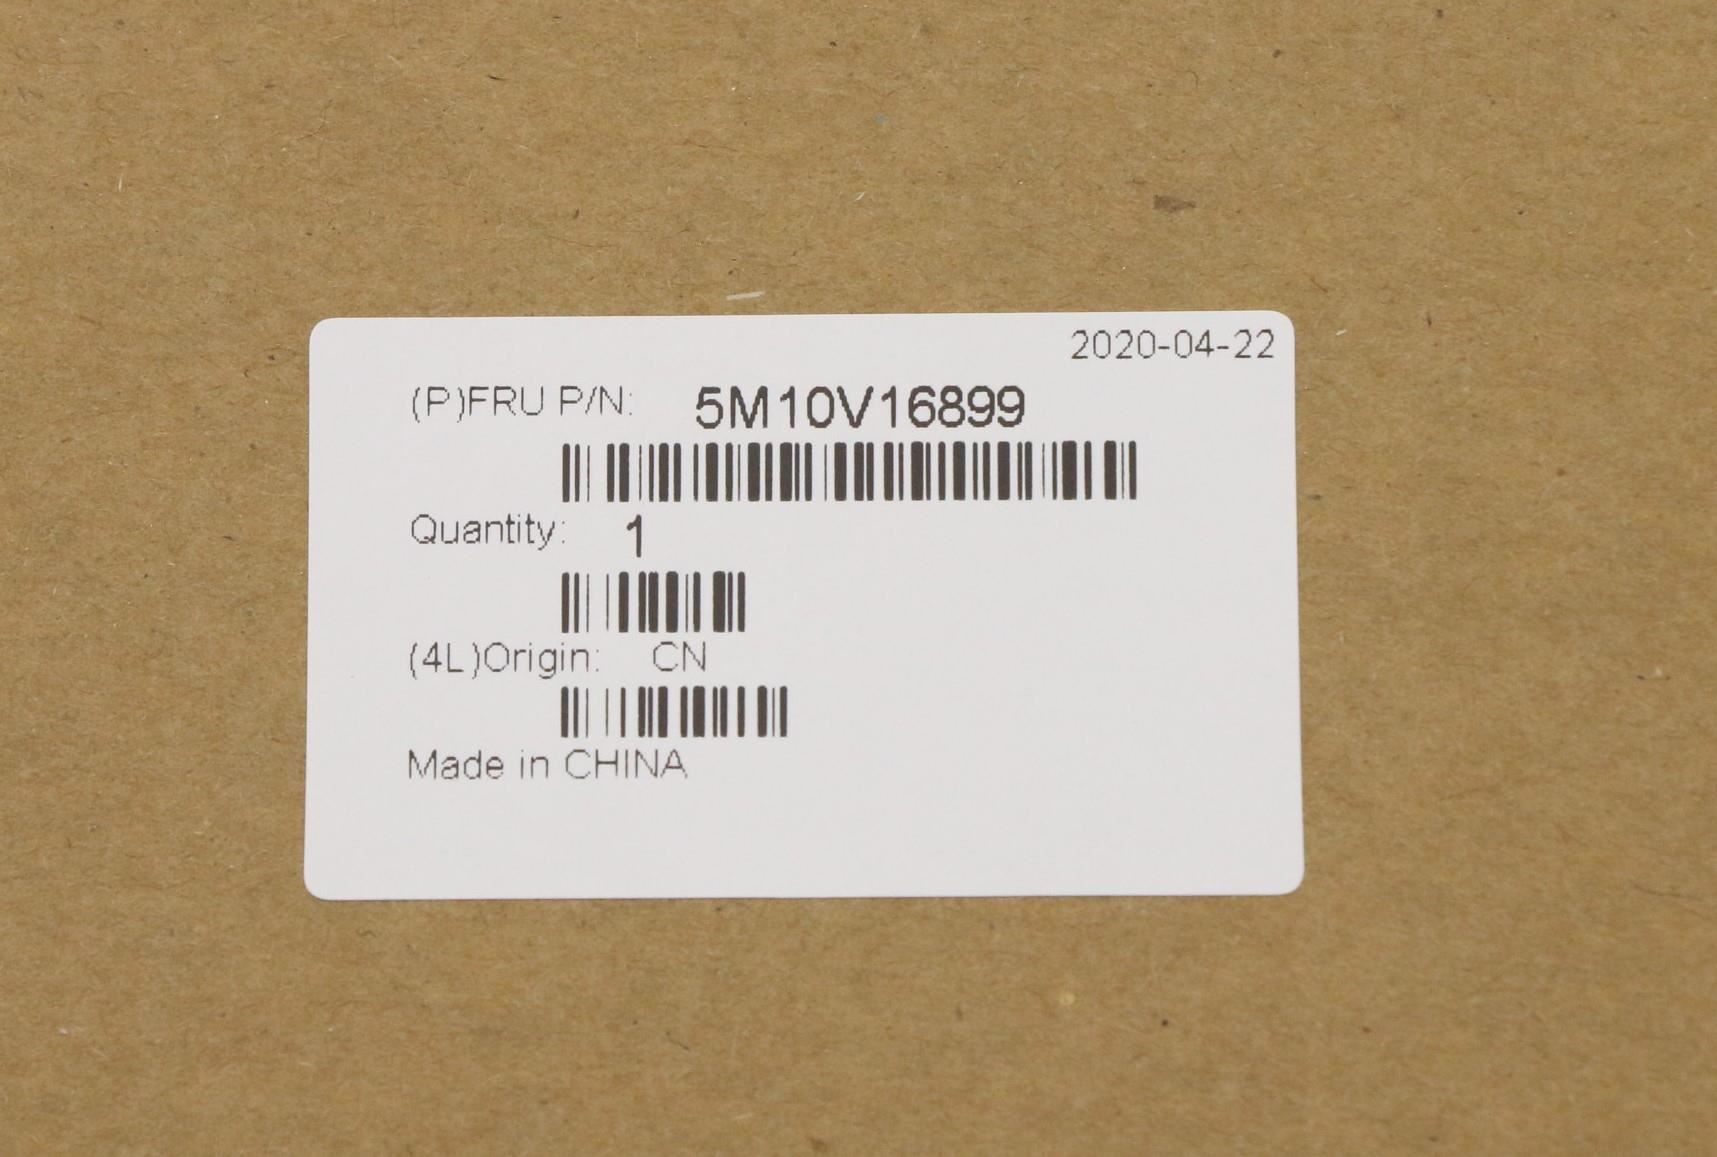 2020-04-22
(P)FRU P/N: 5M10V16899
Quantity: 1
(4L)Origin: CN
Made in CHINA